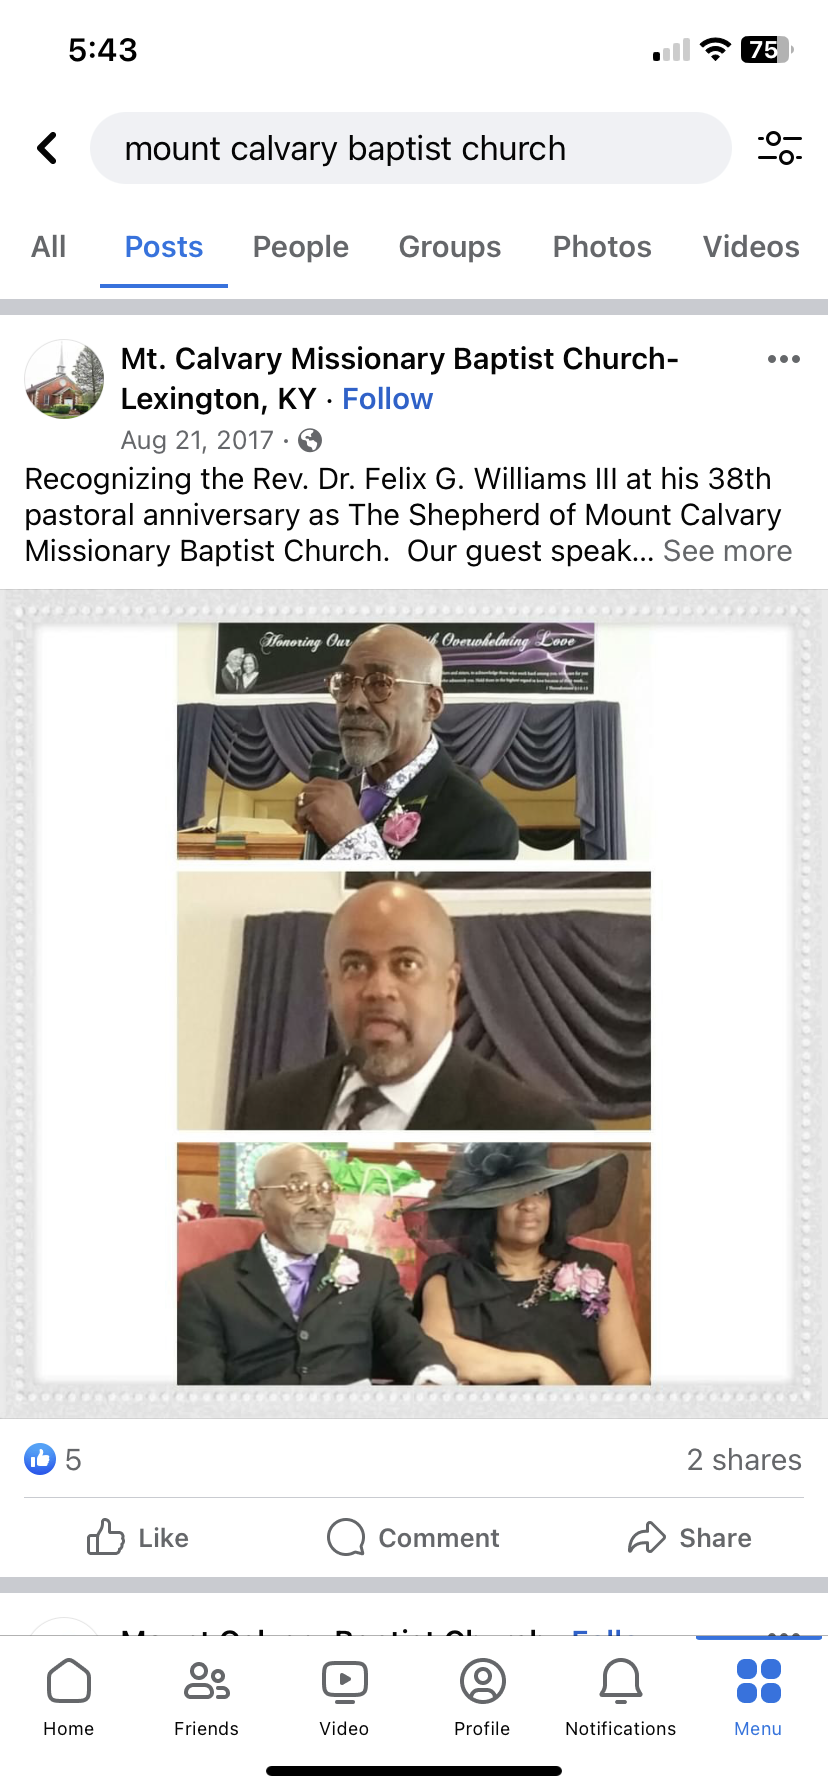 5:43
75
mount calvary baptist church
All Posts People Groups Photos Videos
Mt. Calvary Missionary Baptist Church-
Lexington, KY · Follow
Aug 21, 2017 ·
Recognizing the Rev. Dr. Felix G. Williams III at his 38th
pastoral anniversary as The Shepherd of Mount Calvary
Missionary Baptist Church. Our guest speak... See more
Honoring Our Overwhelming Love
5
2 shares
Like Comment Share
Home Friends Video Profile Notifications Menu